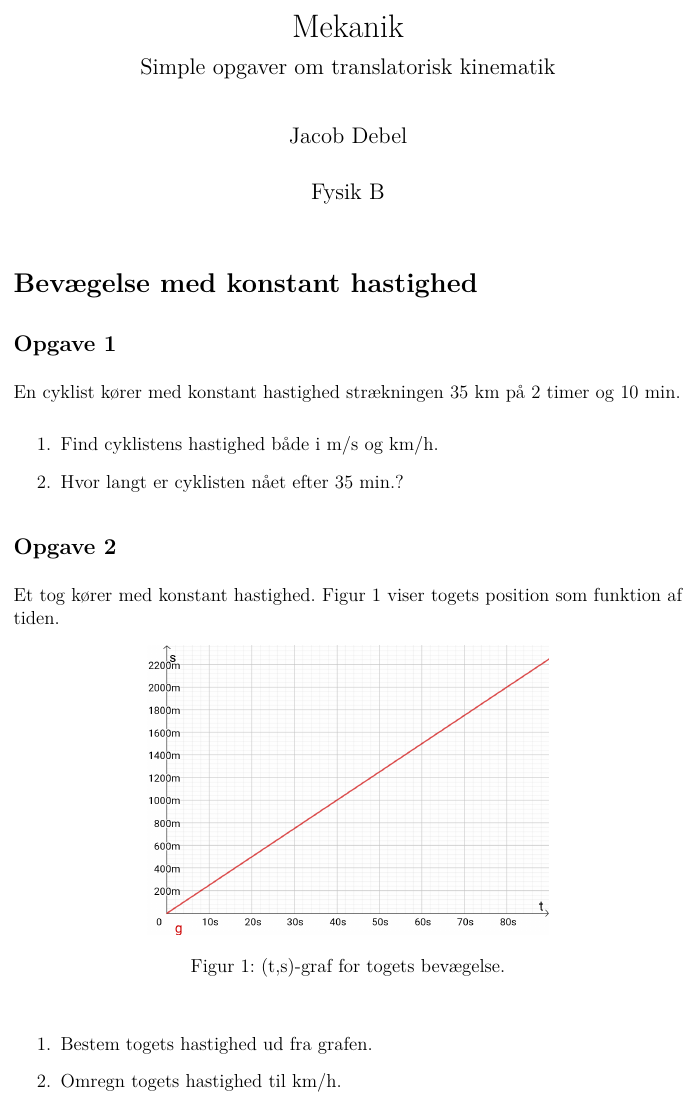 Mekanik
Simple opgaver om translatorisk kinematik
Jacob Debel
Fysik B
Bevægelse med konstant hastighed
Opgave 1
En cyklist kører med konstant hastighed strækningen 35 km på 2 timer og 10 min.
1. Find cyklistens hastighed både i m/s og km/h.
2. Hvor langt er cyklisten nået efter 35 min.?
Opgave 2
Et tog kører med konstant hastighed. Figur 1 viser togets position som funktion af
tiden.
s
2200m
2000m
1800m
1600m
1400m
1200m
1000m
800m
600m
400m
200m
t
0 10s 20s 30s 40s 50s 60s 70s 80s
g
Figur 1: (t,s)-graf for togets bevægelse.
1. Bestem togets hastighed ud fra grafen.
2. Omregn togets hastighed til km/h.